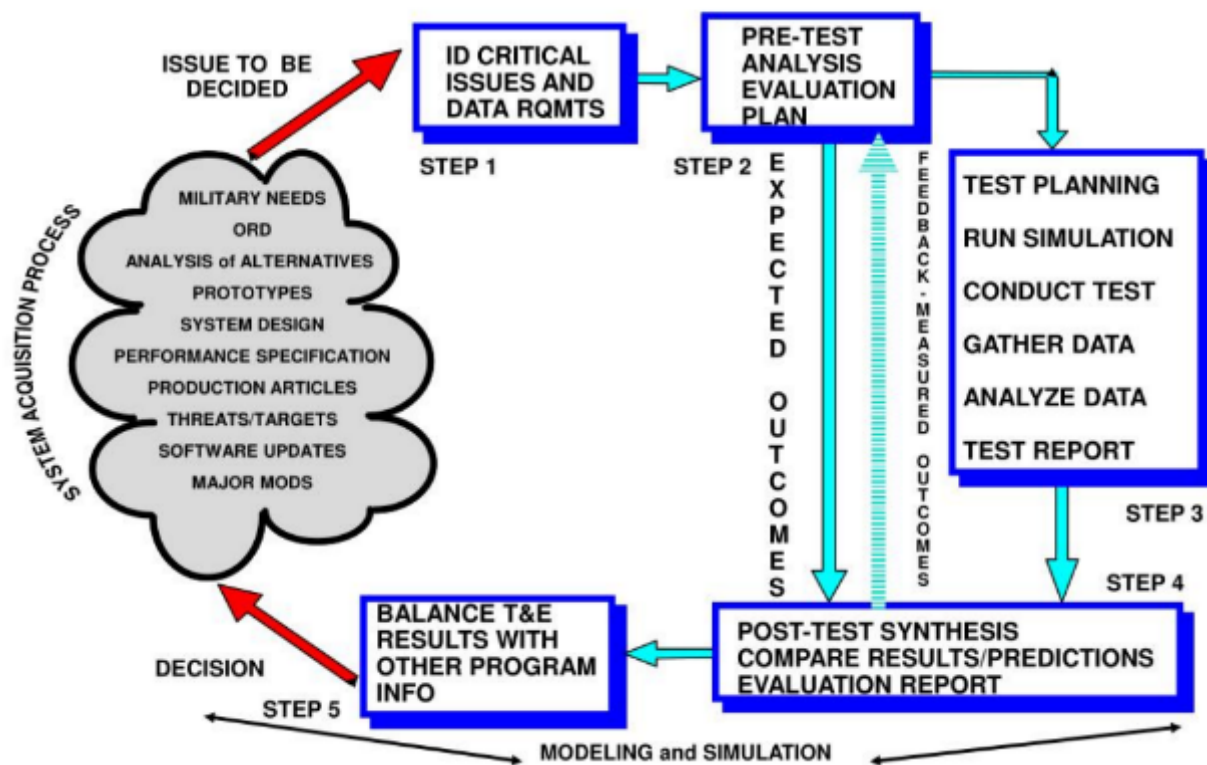 ISSUE TO BE
DECIDED
ID CRITICAL
ISSUES AND
DATA RQMTS
STEP 1
PRE-TEST
ANALYSIS
EVALUATION
PLAN
STEP 2
EXPECTED OUTCOMES
FEEDBACK - MEASURED OUTCOMES
TEST PLANNING
RUN SIMULATION
CONDUCT TEST
GATHER DATA
ANALYZE DATA
TEST REPORT
STEP 3
SYSTEM ACQUISITION PROCESS
MILITARY NEEDS
ORD
ANALYSIS of ALTERNATIVES
PROTOTYPES
SYSTEM DESIGN
PERFORMANCE SPECIFICATION
PRODUCTION ARTICLES
THREATS/TARGETS
SOFTWARE UPDATES
MAJOR MODS
STEP 4
POST-TEST SYNTHESIS
COMPARE RESULTS/PREDICTIONS
EVALUATION REPORT
BALANCE T&E
RESULTS WITH
OTHER PROGRAM
INFO
STEP 5
DECISION
MODELING and SIMULATION